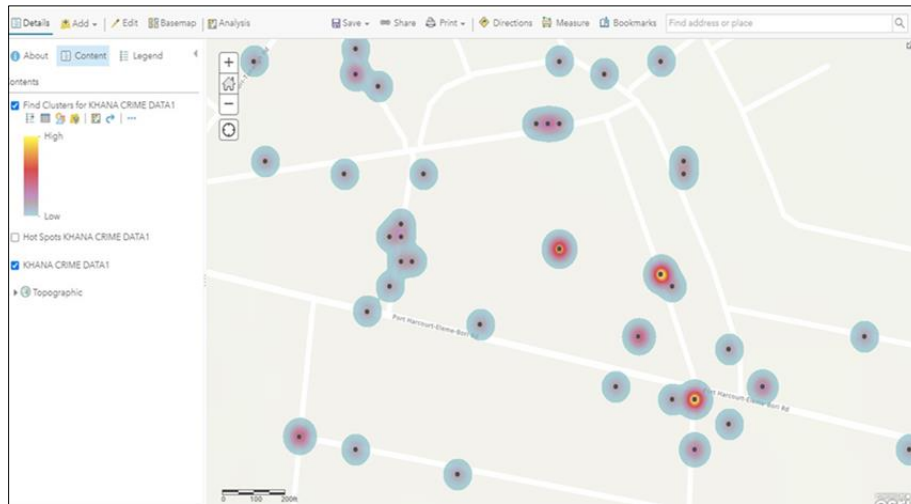 Details Add Edit Basemap Analysis Save Share Print Directions Measure Bookmarks Find address or place
About Content Legend
ontents
Find Clusters for KHANA CRIME DATA1
High
Low
Hot Spots KHANA CRIME DATA1
KHANA CRIME DATA1
Topographic
Port Harcourt-Eleme-Bori Rd
Port Harcourt-Eleme-Bori Rd
0 100 200ft